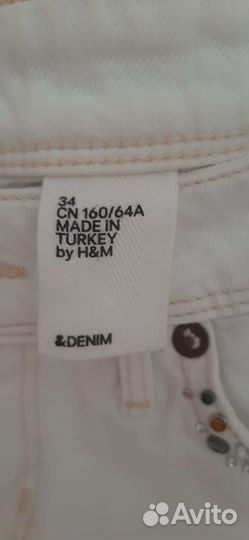 34
CN 160/64A
MADE IN
TURKEY
by H&M
&DENIM
Avito